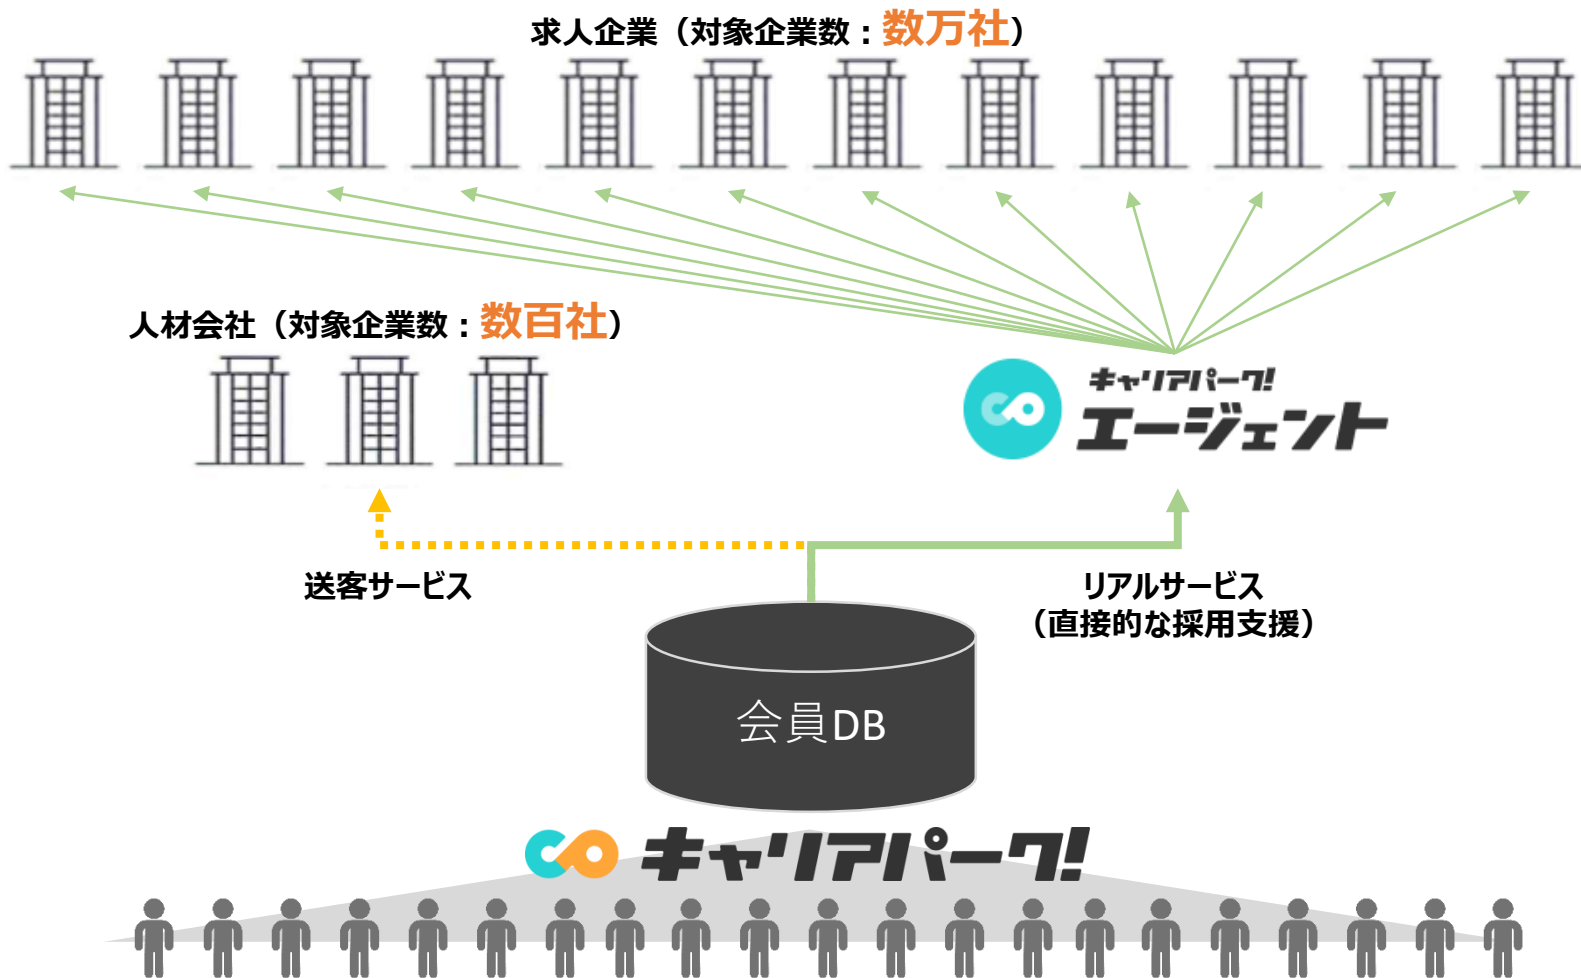 求人企業（対象企業数：数万社）
人材会社（対象企業数：数百社）
キャリアパーク!
エージェント
送客サービス
リアルサービス
（直接的な採用支援）
会員DB
キャリアパーク!